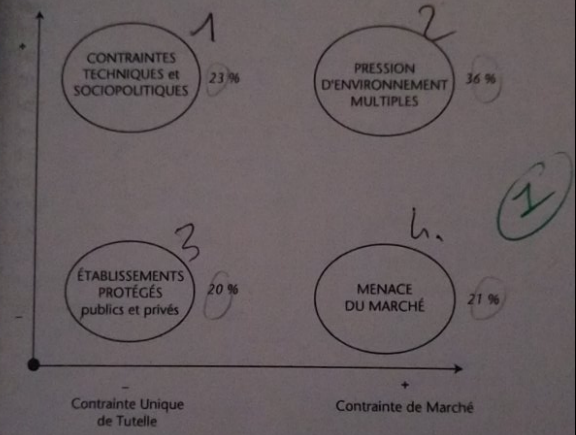 1
2
+
CONTRAINTES
TECHNIQUES et
SOCIOPOLITIQUES
23 %
PRESSION
D'ENVIRONNEMENT
MULTIPLES
36 %
1
3
4.
ÉTABLISSEMENTS
PROTÉGÉS
publics et privés
20 %
MENACE
DU MARCHÉ
21 %
–
–
Contrainte Unique
de Tutelle
+
Contrainte de Marché